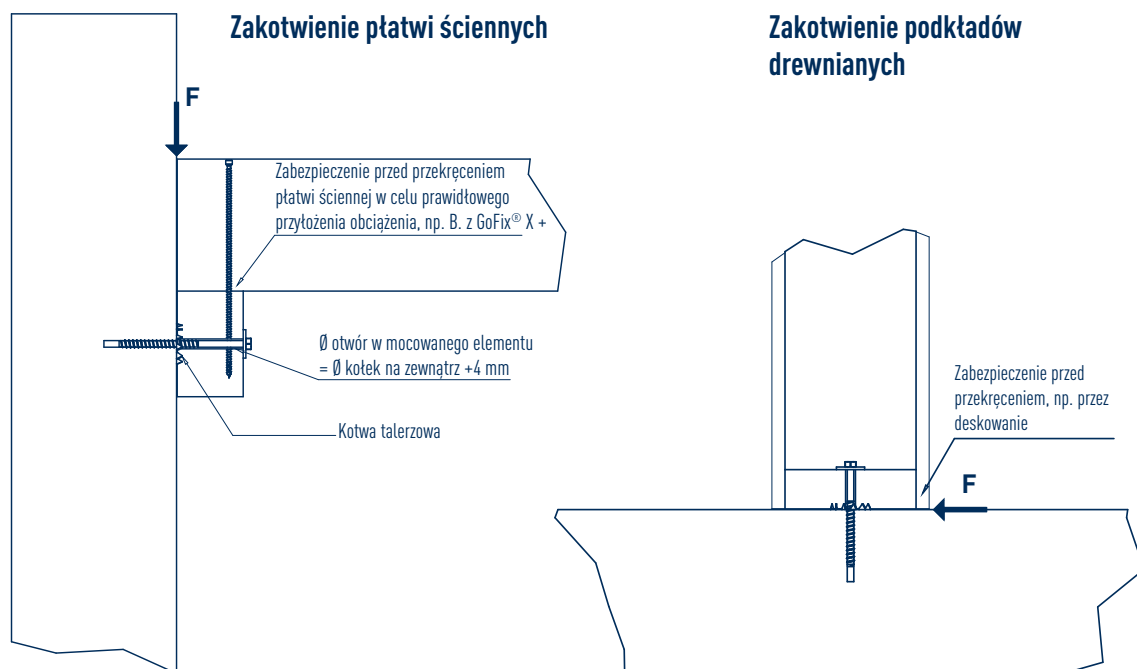 Zakotwienie płatwi ściennych
Zakotwienie podkładów
drewnianych
F
Zabezpieczenie przed przekręceniem
płatwi ściennej w celu prawidłowego
przyłożenia obciążenia, np. B. z GoFix® X +
Ø otwór w mocowanego elementu
= Ø kołek na zewnątrz +4 mm
Kotwa talerzowa
Zabezpieczenie przed
przekręceniem, np. przez
deskowanie
F